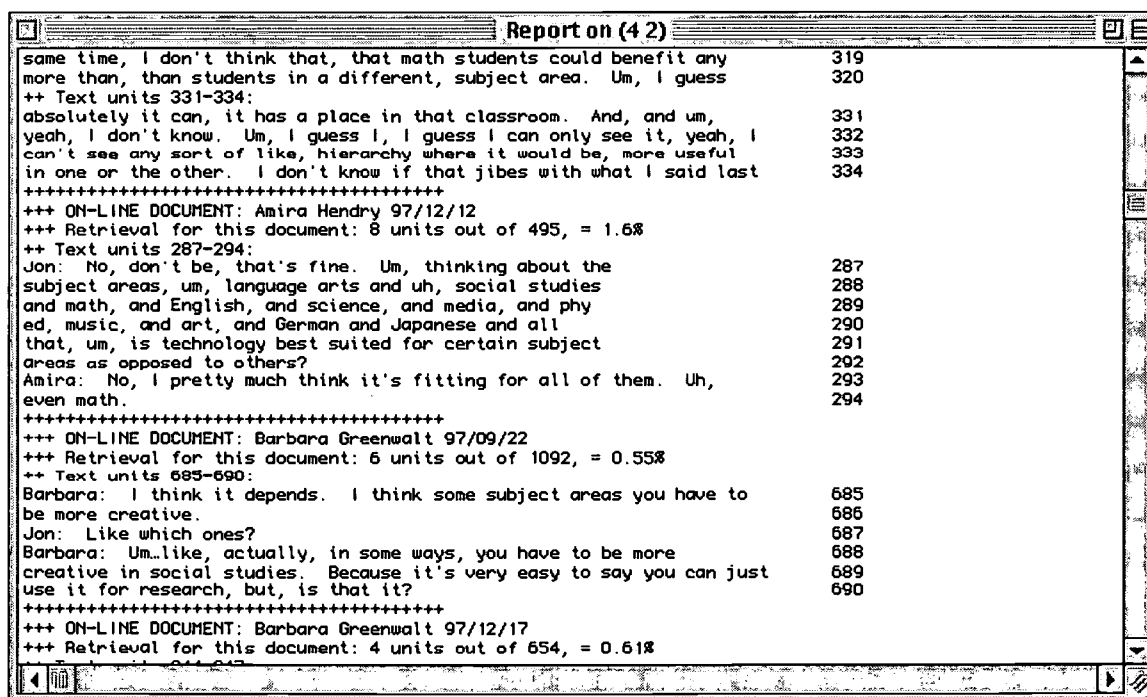 Report on (4 2)
same time, I don't think that, that math students could benefit any 319
more than, than students in a different, subject area. Um, I guess 320
++ Text units 331-334:
absolutely it can, it has a place in that classroom. And, and um, 331
yeah, I don't know. Um, I guess I, I guess I can only see it, yeah, I 332
can't see any sort of like, hierarchy where it would be, more useful 333
in one or the other. I don't know if that jibes with what I said last 334
++++++++++++++++++++++++++++++++++++++++
+++ ON-LINE DOCUMENT: Amira Hendry 97/12/12
+++ Retrieval for this document: 8 units out of 495, = 1.6%
++ Text units 287-294:
Jon: No, don't be, that's fine. Um, thinking about the 287
subject areas, um, language arts and uh, social studies 288
and math, and English, and science, and media, and phy 289
ed, music, and art, and German and Japanese and all 290
that, um, is technology best suited for certain subject 291
areas as opposed to others? 292
Amira: No, I pretty much think it's fitting for all of them. Uh, 293
even math. 294
++++++++++++++++++++++++++++++++++++++++
+++ ON-LINE DOCUMENT: Barbara Greenwalt 97/09/22
+++ Retrieval for this document: 6 units out of 1092, = 0.55%
++ Text units 685-690:
Barbara: I think it depends. I think some subject areas you have to 685
be more creative. 686
Jon: Like which ones? 687
Barbara: Um…like, actually, in some ways, you have to be more 688
creative in social studies. Because it's very easy to say you can just 689
use it for research, but, is that it? 690
++++++++++++++++++++++++++++++++++++++++
+++ ON-LINE DOCUMENT: Barbara Greenwalt 97/12/17
+++ Retrieval for this document: 4 units out of 654, = 0.61%